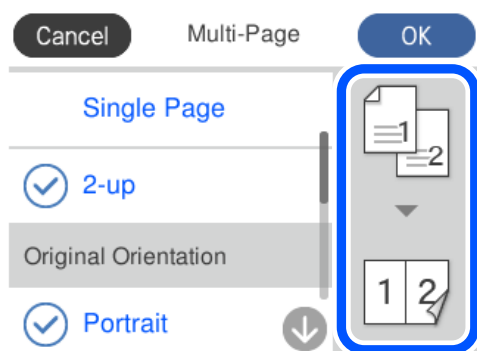 Cancel Multi-Page OK
Single Page
1
2
2-up
Original Orientation
1 2
Portrait